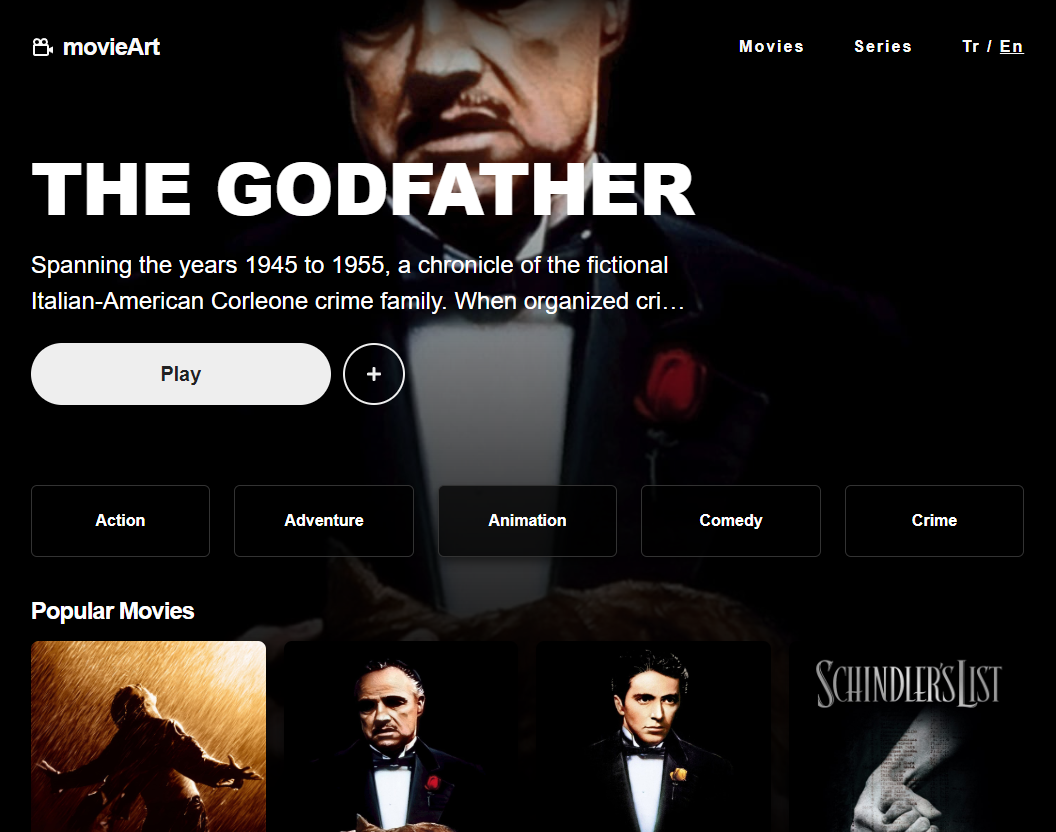 movieArt
Movies
Series
Tr / En
THE GODFATHER
Spanning the years 1945 to 1955, a chronicle of the fictional
Italian-American Corleone crime family. When organized cri…
Play
+
Action
Adventure
Animation
Comedy
Crime
Popular Movies
SCHINDLER'S LIST